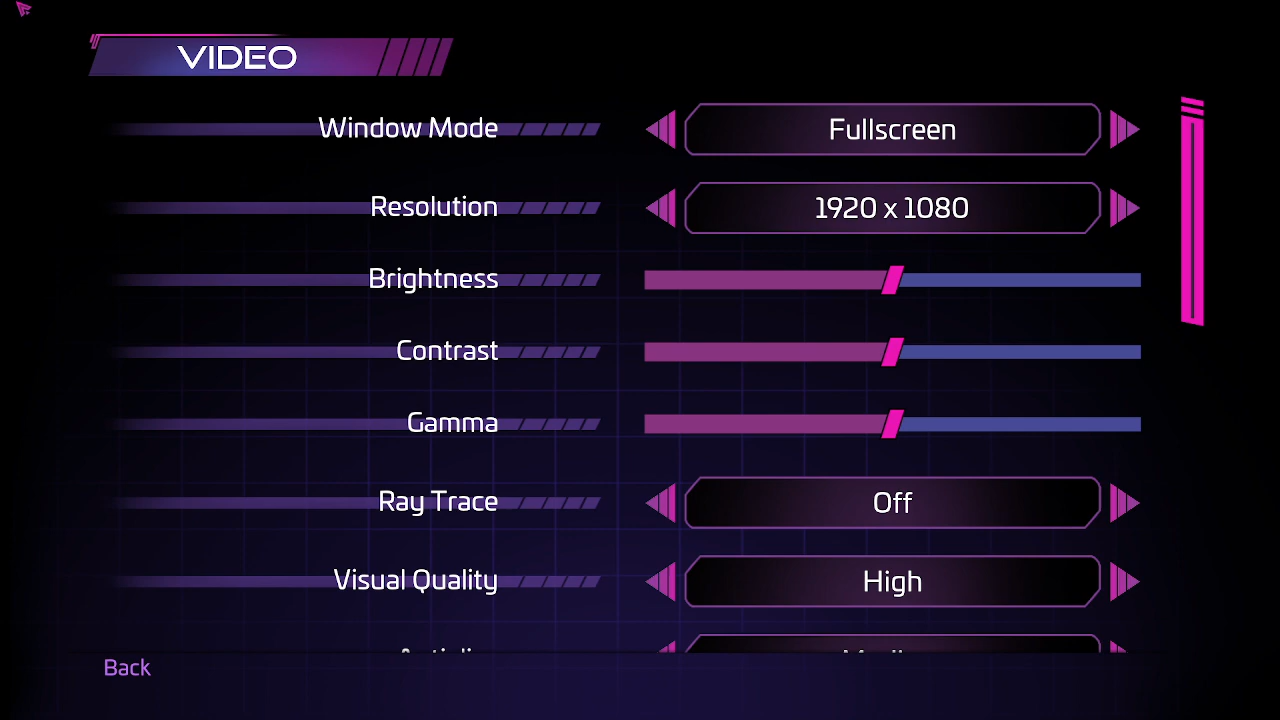 VIDEO
Window Mode
Fullscreen
Resolution
1920 x 1080
Brightness
Contrast
Gamma
Ray Trace
Off
Visual Quality
High
Back